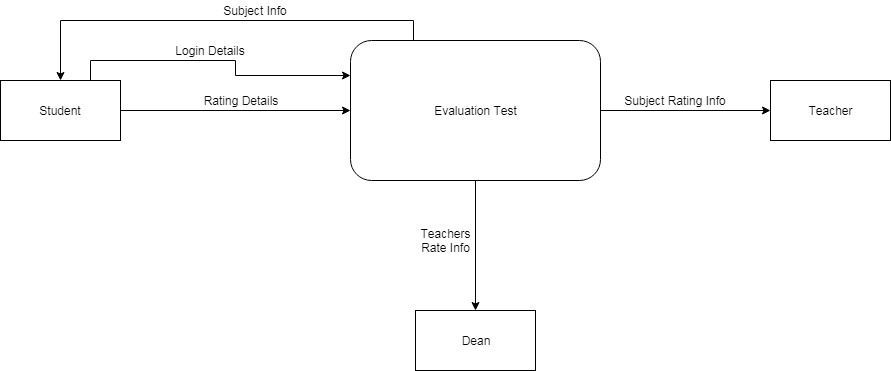 Subject Info
Login Details
Rating Details
Student
Evaluation Test
Subject Rating Info
Teacher
Teachers
Rate Info
Dean